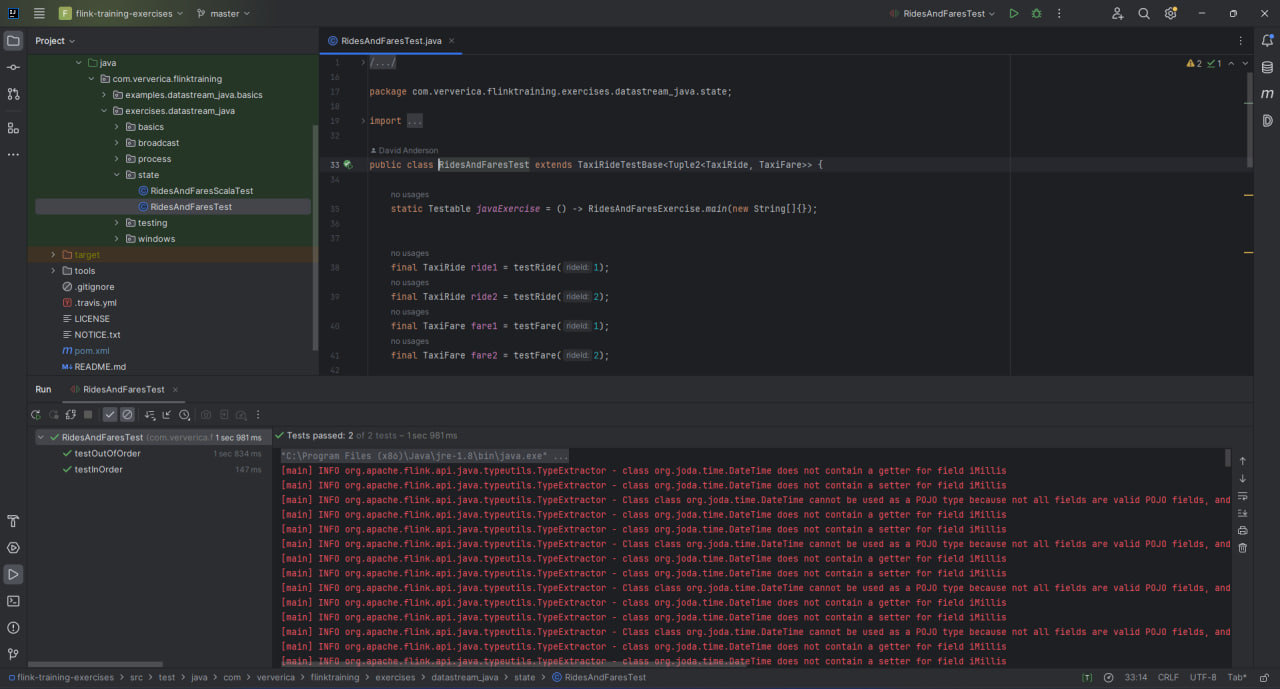 flink-training-exercises
master
RidesAndFaresTest
Project
RidesAndFaresTest.java
java
com.ververica.flinktraining
examples.datastream_java.basics
exercises.datastream_java
basics
broadcast
process
state
RidesAndFaresScalaTest
RidesAndFaresTest
testing
windows
target
tools
.gitignore
.travis.yml
LICENSE
NOTICE.txt
pom.xml
README.md
1 /.../
16
17 package com.ververica.flinktraining.exercises.datastream_java.state;
18
19 import ...
32
David Anderson
33 public class RidesAndFaresTest extends TaxiRideTestBase<Tuple2<TaxiRide, TaxiFare>> {
34
no usages
35 static Testable javaExercise = () -> RidesAndFaresExercise.main(new String[]{});
36
37
no usages
38 final TaxiRide ride1 = testRide( rideId: 1);
no usages
39 final TaxiRide ride2 = testRide( rideId: 2);
no usages
40 final TaxiFare fare1 = testFare( rideId: 1);
no usages
41 final TaxiFare fare2 = testFare( rideId: 2);
42
2 1
Run RidesAndFaresTest
RidesAndFaresTest (com.ververica.f 1 sec 981 ms
testOutOfOrder 1 sec 834 ms
testInOrder 147 ms
Tests passed: 2 of 2 tests – 1 sec 981 ms
"C:\Program Files (x86)\Java\jre-1.8\bin\java.exe" ...
[main] INFO org.apache.flink.api.java.typeutils.TypeExtractor - class org.joda.time.DateTime does not contain a getter for field iMillis
[main] INFO org.apache.flink.api.java.typeutils.TypeExtractor - class org.joda.time.DateTime does not contain a setter for field iMillis
[main] INFO org.apache.flink.api.java.typeutils.TypeExtractor - Class class org.joda.time.DateTime cannot be used as a POJO type because not all fields are valid POJO fields, and
[main] INFO org.apache.flink.api.java.typeutils.TypeExtractor - class org.joda.time.DateTime does not contain a getter for field iMillis
[main] INFO org.apache.flink.api.java.typeutils.TypeExtractor - class org.joda.time.DateTime does not contain a setter for field iMillis
[main] INFO org.apache.flink.api.java.typeutils.TypeExtractor - Class class org.joda.time.DateTime cannot be used as a POJO type because not all fields are valid POJO fields, and
[main] INFO org.apache.flink.api.java.typeutils.TypeExtractor - class org.joda.time.DateTime does not contain a getter for field iMillis
[main] INFO org.apache.flink.api.java.typeutils.TypeExtractor - class org.joda.time.DateTime does not contain a setter for field iMillis
[main] INFO org.apache.flink.api.java.typeutils.TypeExtractor - Class class org.joda.time.DateTime cannot be used as a POJO type because not all fields are valid POJO fields, and
[main] INFO org.apache.flink.api.java.typeutils.TypeExtractor - class org.joda.time.DateTime does not contain a getter for field iMillis
[main] INFO org.apache.flink.api.java.typeutils.TypeExtractor - class org.joda.time.DateTime does not contain a setter for field iMillis
[main] INFO org.apache.flink.api.java.typeutils.TypeExtractor - Class class org.joda.time.DateTime cannot be used as a POJO type because not all fields are valid POJO fields, and
[main] INFO org.apache.flink.api.java.typeutils.TypeExtractor - class org.joda.time.DateTime does not contain a getter for field iMillis
[main] INFO org.apache.flink.api.java.typeutils.TypeExtractor - class org.joda.time.DateTime does not contain a setter for field iMillis
flink-training-exercises > src > test > java > com > ververica > flinktraining > exercises > datastream_java > state > RidesAndFaresTest
33:14 CRLF UTF-8 Tab*